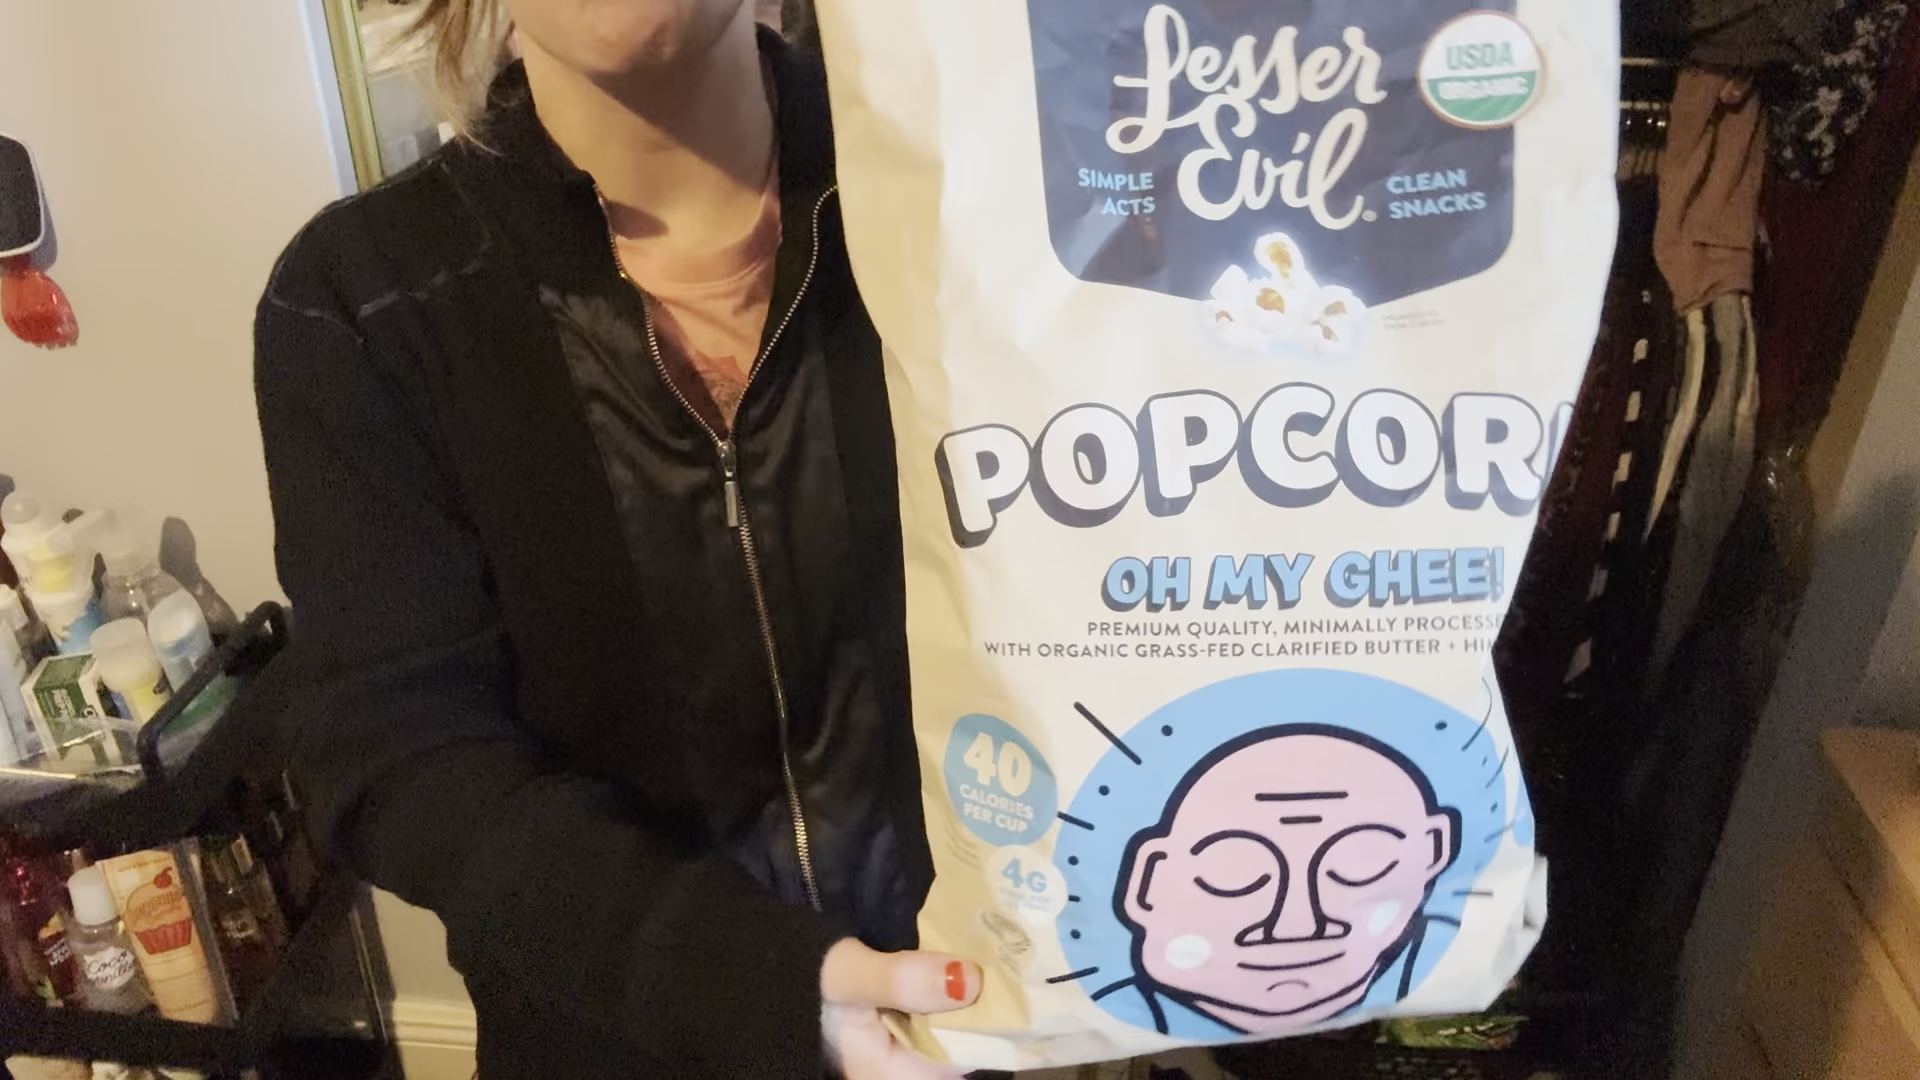 Lesser
Evil.
SIMPLE
ACTS
CLEAN
SNACKS
USDA
ORGANIC
POPCOR
OH MY GHEE!
PREMIUM QUALITY, MINIMALLY PROCESSE
WITH ORGANIC GRASS-FED CLARIFIED BUTTER + HI
40
CALORIES
PER CUP
4G
Coco